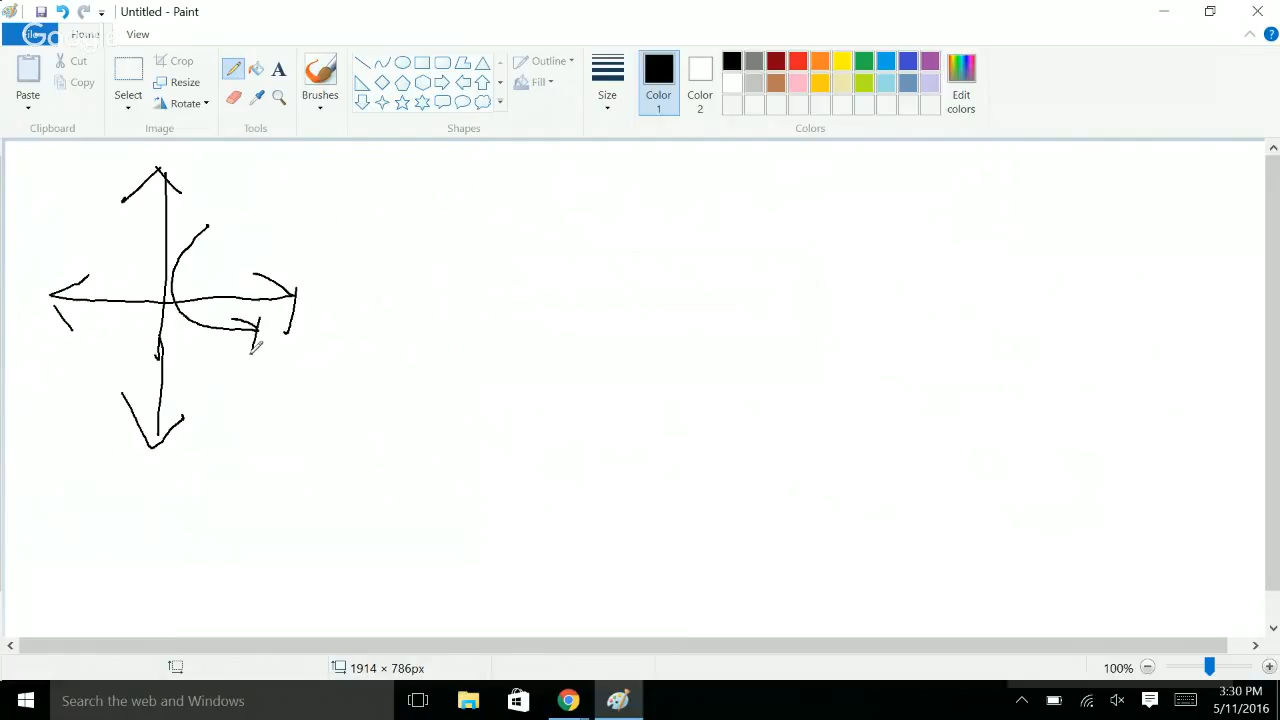 Untitled - Paint
File Home View
Google
Paste
Cut
Copy
Clipboard
Select
Crop
Resize
Rotate
Image
A
Tools
Brushes
Shapes
Outline
Fill
Size
Color 1
Color 2
Edit colors
Colors
1914 × 786px
100%
Search the web and Windows
3:30 PM
5/11/2016